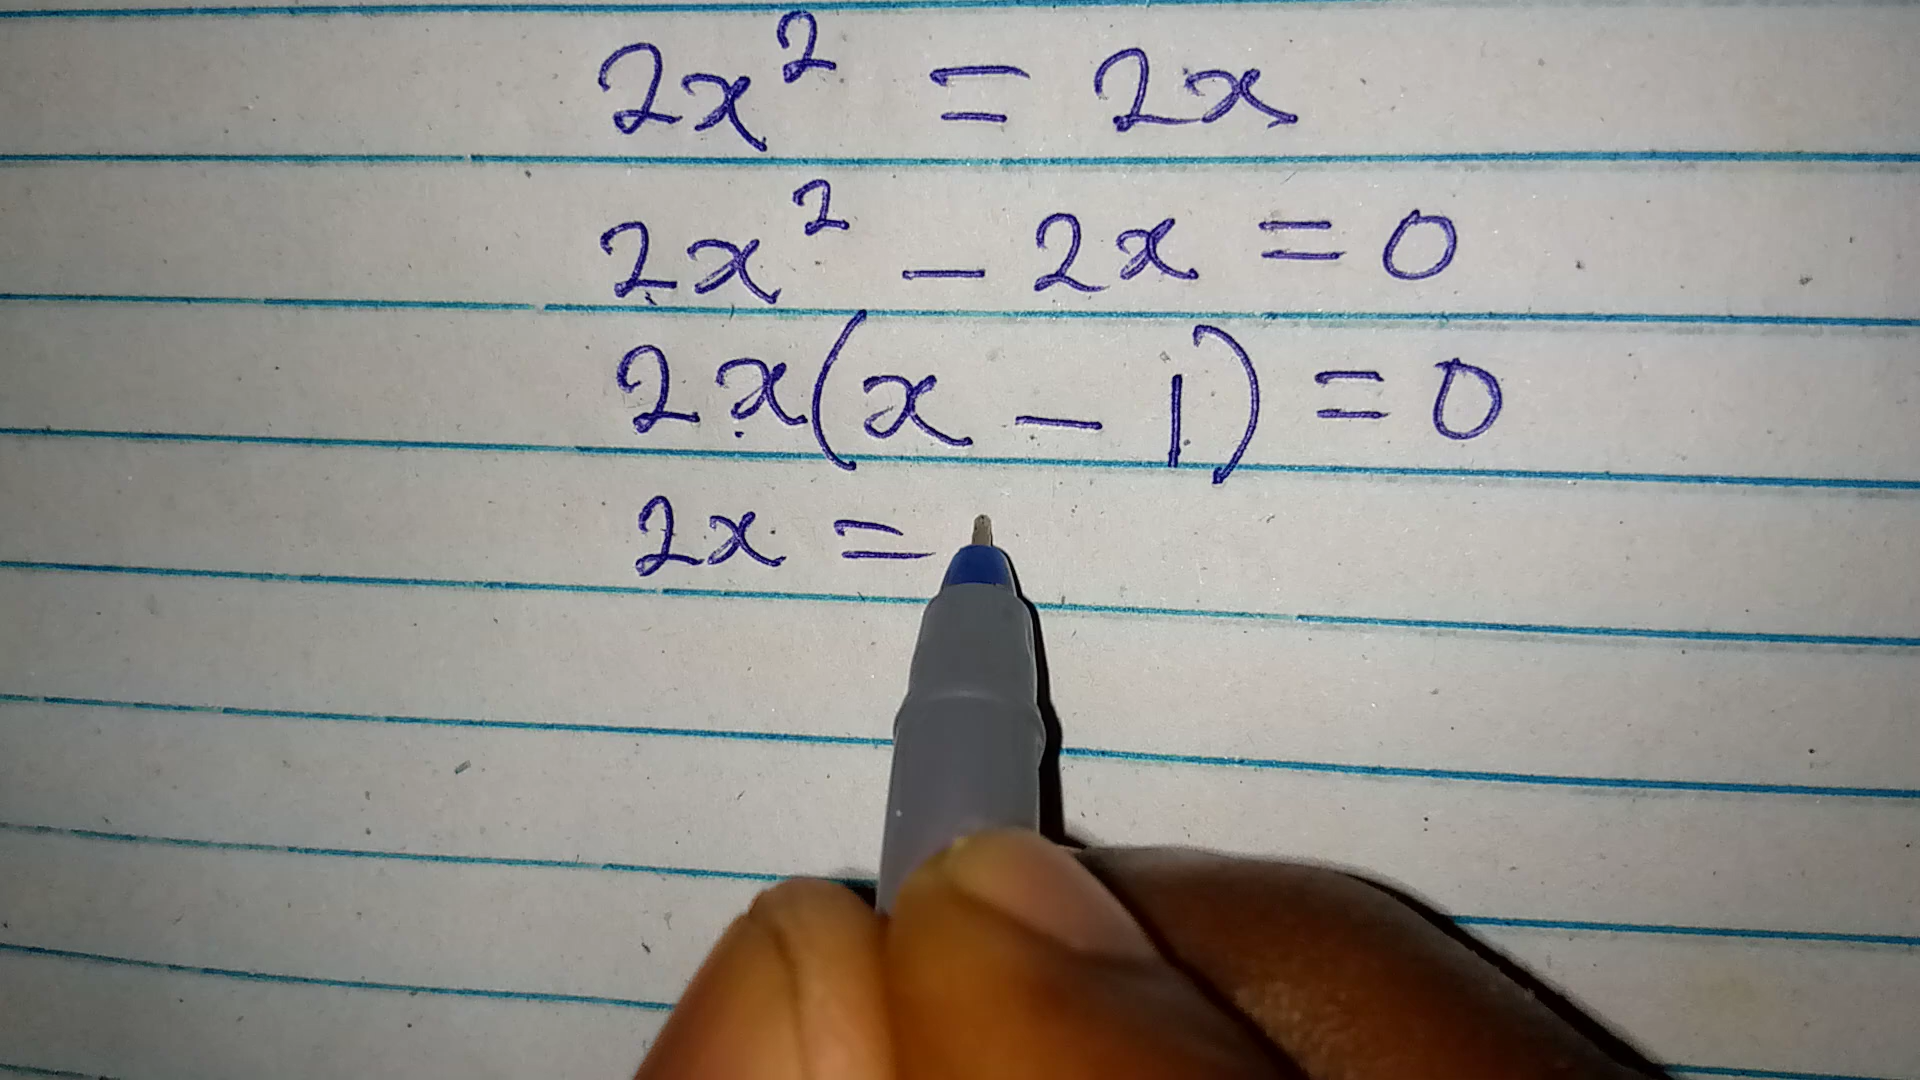 2x² = 2x
2x² - 2x = 0
2x(x - 1) = 0
2x =